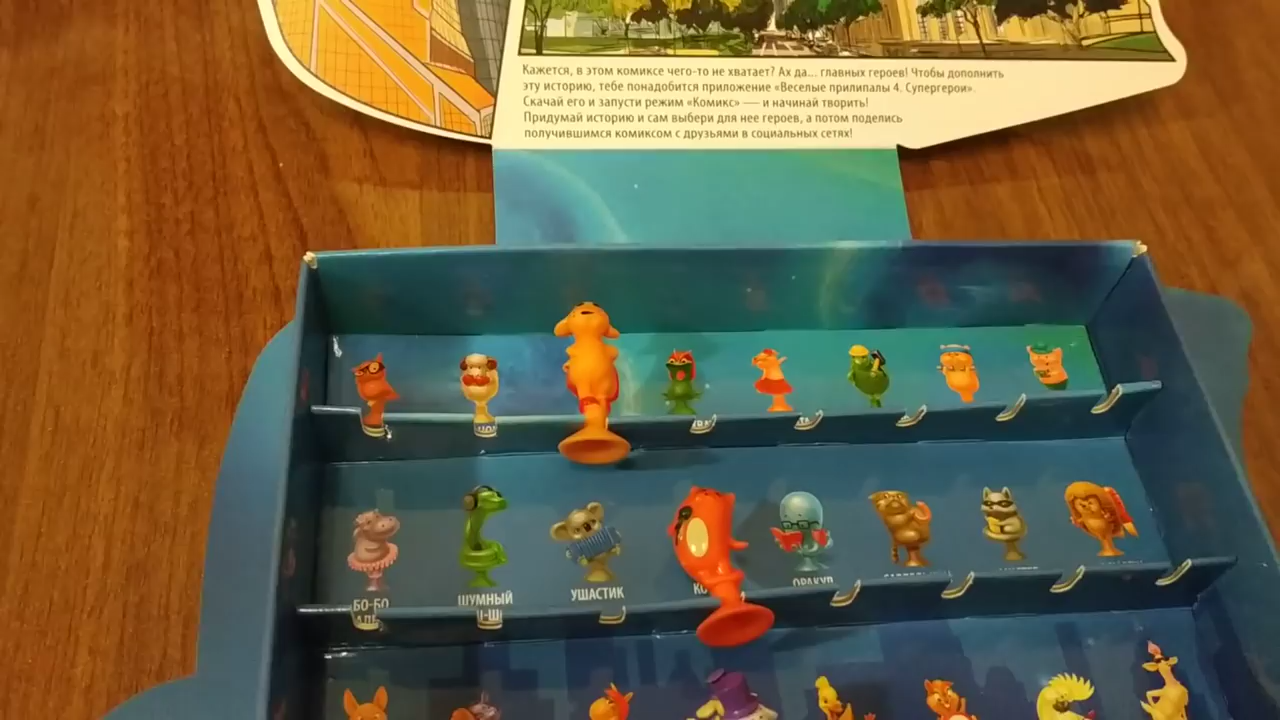 Кажется, в этом комиксе чего-то не хватает? Ах да... главных героев! Чтобы дополнить
эту историю, тебе понадобится приложение «Веселые прилипалы 4. Супергерои».
Скачай его и запусти режим «Комикс» — и начинай творить!
Придумай историю и сам выбери для нее героев, а потом поделись
получившимся комиксом с друзьями в социальных сетях!
БО-БО
ШУМНЫЙ
УШАСТИК
ОРАКУЛ